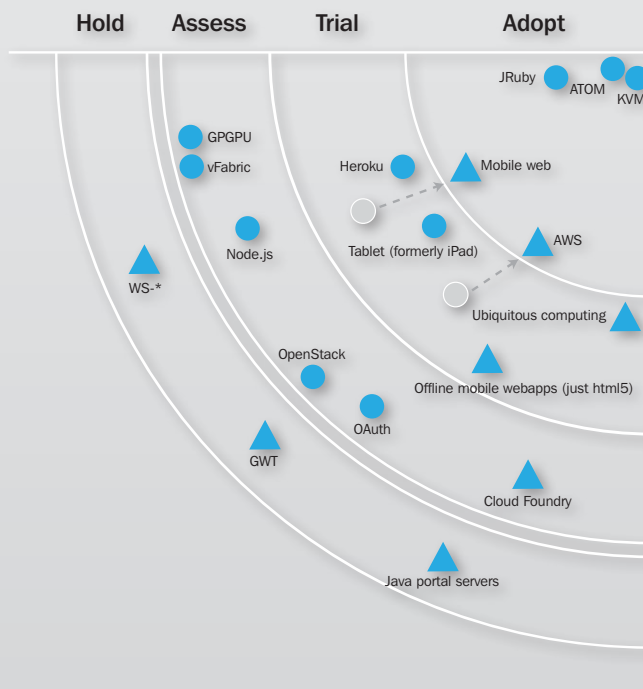 Hold Assess Trial Adopt
JRuby
ATOM
KVM
GPGPU
vFabric
Heroku
Mobile web
Node.js
Tablet (formerly iPad)
AWS
WS-*
Ubiquitous computing
OpenStack
Offline mobile webapps (just html5)
OAuth
GWT
Cloud Foundry
Java portal servers